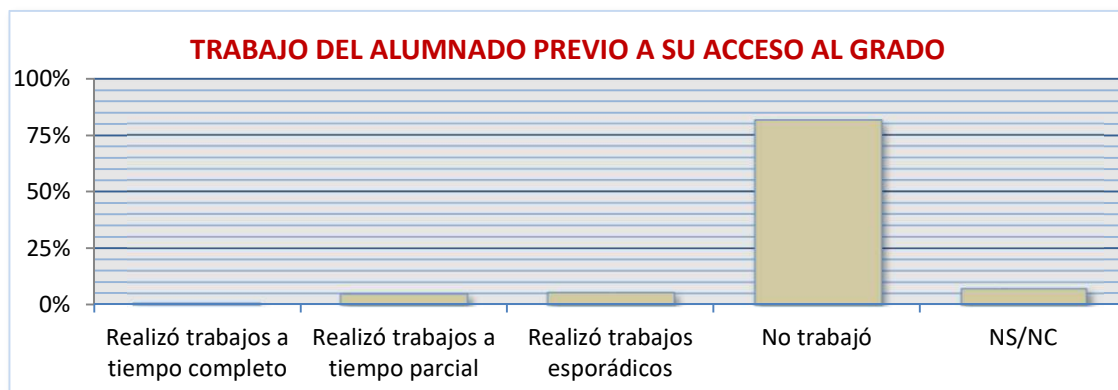 TRABAJO DEL ALUMNADO PREVIO A SU ACCESO AL GRADO
100%
75%
50%
25%
0%
Realizó trabajos a
tiempo completo
Realizó trabajos a
tiempo parcial
Realizó trabajos
esporádicos
No trabajó
NS/NC